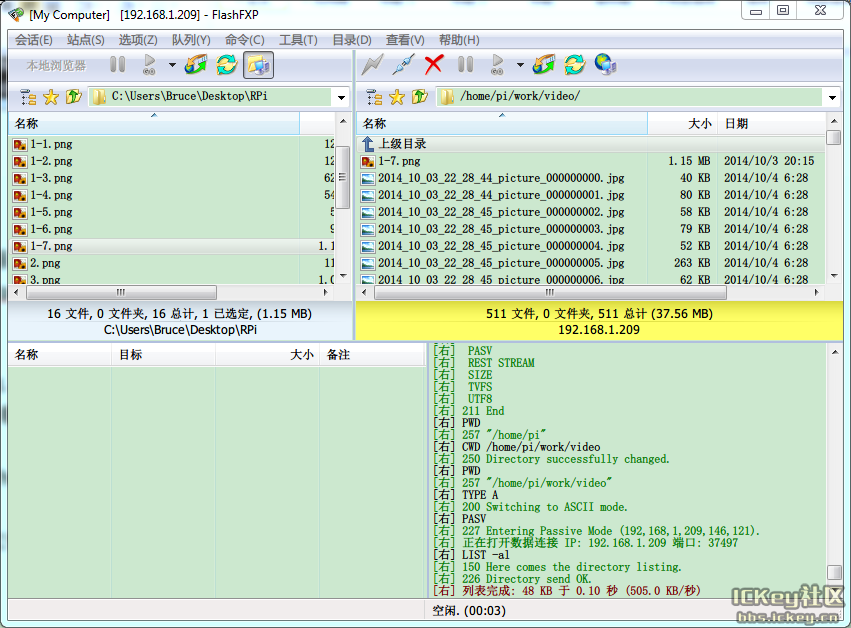 [My Computer]   [192.168.1.209] - FlashFXP
会话(E) 站点(S) 选项(Z) 队列(Y) 命令(C) 工具(T) 目录(D) 查看(V) 帮助(H)
本地浏览器
C:\Users\Bruce\Desktop\RPi
名称
1-1.png 12
1-2.png 12
1-3.png 62
1-4.png 54
1-5.png 5
1-6.png 9
1-7.png 1.1
2.png 11
3.png 1.0
16 文件, 0 文件夹, 16 总计, 1 已选定, (1.15 MB)
C:\Users\Bruce\Desktop\RPi
/home/pi/work/video/
名称 大小 日期
上级目录
1-7.png 1.15 MB 2014/10/3 20:15
2014_10_03_22_28_44_picture_000000000.jpg 40 KB 2014/10/4 6:28
2014_10_03_22_28_44_picture_000000001.jpg 80 KB 2014/10/4 6:28
2014_10_03_22_28_45_picture_000000002.jpg 58 KB 2014/10/4 6:28
2014_10_03_22_28_45_picture_000000003.jpg 79 KB 2014/10/4 6:28
2014_10_03_22_28_45_picture_000000004.jpg 52 KB 2014/10/4 6:28
2014_10_03_22_28_45_picture_000000005.jpg 263 KB 2014/10/4 6:28
2014_10_03_22_28_45_picture_000000006.jpg 62 KB 2014/10/4 6:28
511 文件, 0 文件夹, 511 总计 (37.56 MB)
192.168.1.209
名称 目标 大小 备注
[右] PASV
[右] REST STREAM
[右] SIZE
[右] TVFS
[右] UTF8
[右] 211 End
[右] PWD
[右] 257 "/home/pi"
[右] CWD /home/pi/work/video
[右] 250 Directory successfully changed.
[右] PWD
[右] 257 "/home/pi/work/video"
[右] TYPE A
[右] 200 Switching to ASCII mode.
[右] PASV
[右] 227 Entering Passive Mode (192,168,1,209,146,121).
[右] 正在打开数据连接 IP: 192.168.1.209 端口: 37497
[右] LIST -al
[右] 150 Here comes the directory listing.
[右] 226 Directory send OK.
[右] 列表完成: 48 KB 于 0.10 秒 (505.0 KB/秒)
空闲. (00:03)
ICKey社区
bbs.ickey.cn